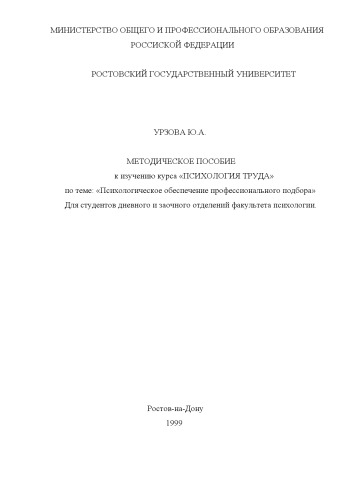 МИНИСТЕРСТВО ОБЩЕГО И ПРОФЕССИОНАЛЬНОГО ОБРАЗОВАНИЯ
РОССИСКОЙ ФЕДЕРАЦИИ
РОСТОВСКИЙ ГОСУДАРСТВЕННЫЙ УНИВЕРСИТЕТ
УРЗОВА Ю.А.
МЕТОДИЧЕСКОЕ ПОСОБИЕ
к изучению курса «ПСИХОЛОГИЯ ТРУДА»
по теме: «Психологическое обеспечение профессионального подбора»
Для студентов дневного и заочного отделений факультета психологии.
Ростов-на-Дону
1999